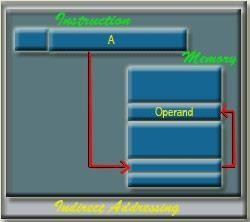 Instruction
A
Memory
Operand
Indirect Addressing